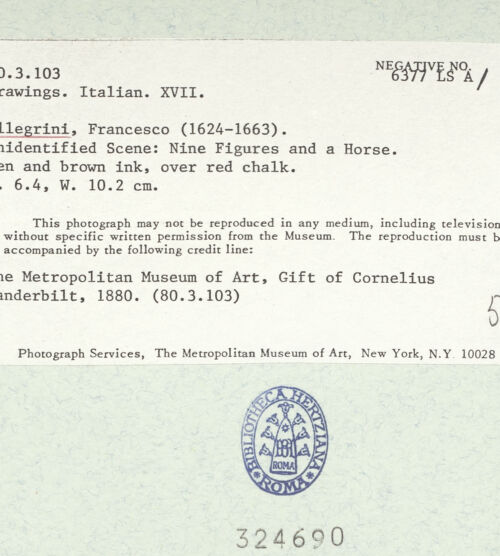 0.3.103
NEGATIVE NO.
6377 LS A/
rawings. Italian. XVII.
llegrini, Francesco (1624-1663).
nidentified Scene: Nine Figures and a Horse.
en and brown ink, over red chalk.
. 6.4, W. 10.2 cm.
This photograph may not be reproduced in any medium, including television
without specific written permission from the Museum. The reproduction must b
accompanied by the following credit line:
he Metropolitan Museum of Art, Gift of Cornelius
anderbilt, 1880. (80.3.103)
5
Photograph Services, The Metropolitan Museum of Art, New York, N.Y. 10028
BIBLIOTHECA HERTZIANA
ROMA
*ROMA*
324690